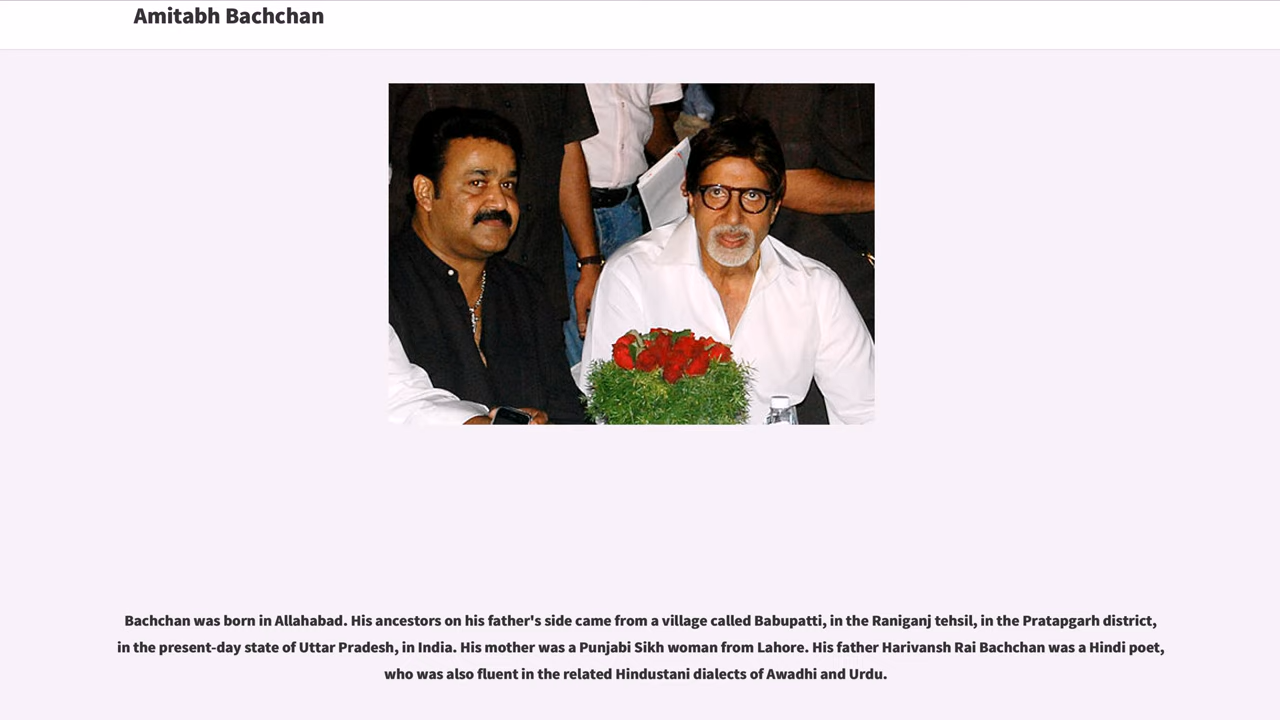 Amitabh Bachchan
Bachchan was born in Allahabad. His ancestors on his father's side came from a village called Babupatti, in the Raniganj tehsil, in the Pratapgarh district,
in the present-day state of Uttar Pradesh, in India. His mother was a Punjabi Sikh woman from Lahore. His father Harivansh Rai Bachchan was a Hindi poet,
who was also fluent in the related Hindustani dialects of Awadhi and Urdu.